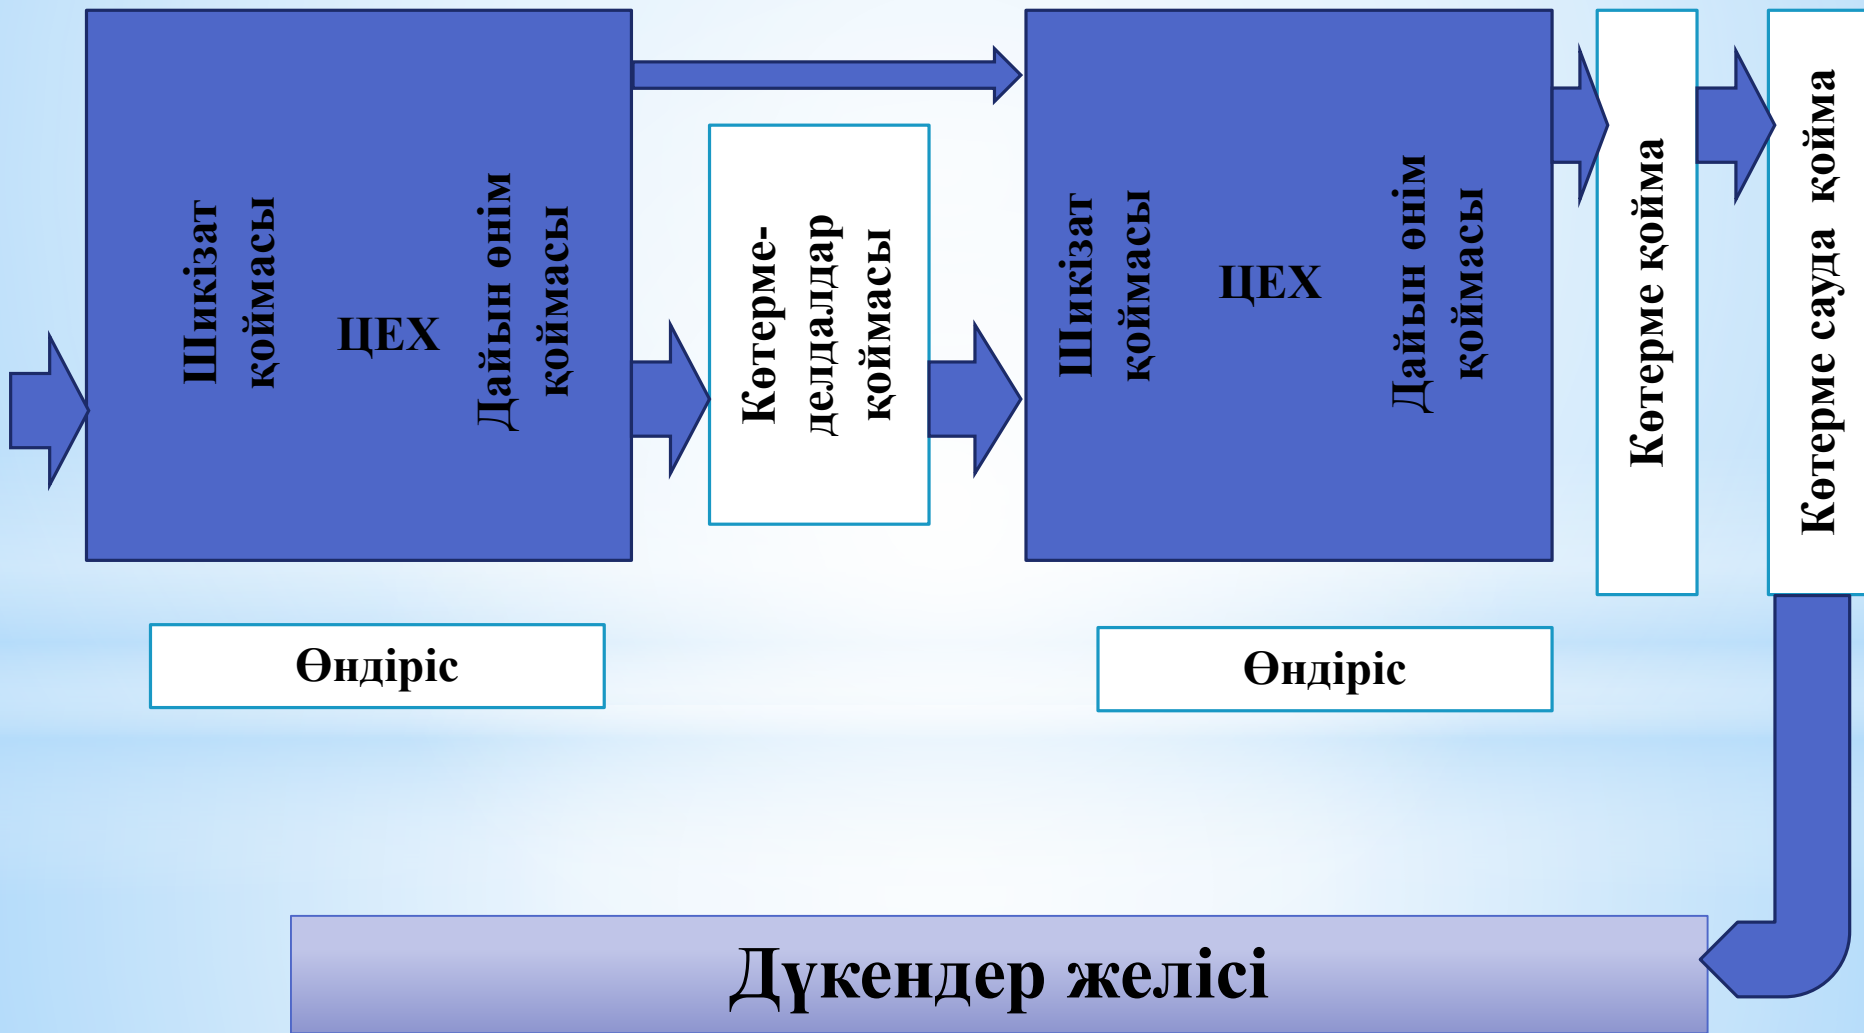 Шикізат
қоймасы
ЦЕХ
Дайын өнім
қоймасы
Көтерме-
делдалдар
қоймасы
Шикізат
қоймасы
ЦЕХ
Дайын өнім
қоймасы
Көтерме қойма
Көтерме сауда қойма
Өндіріс
Өндіріс
Дүкендер желісі